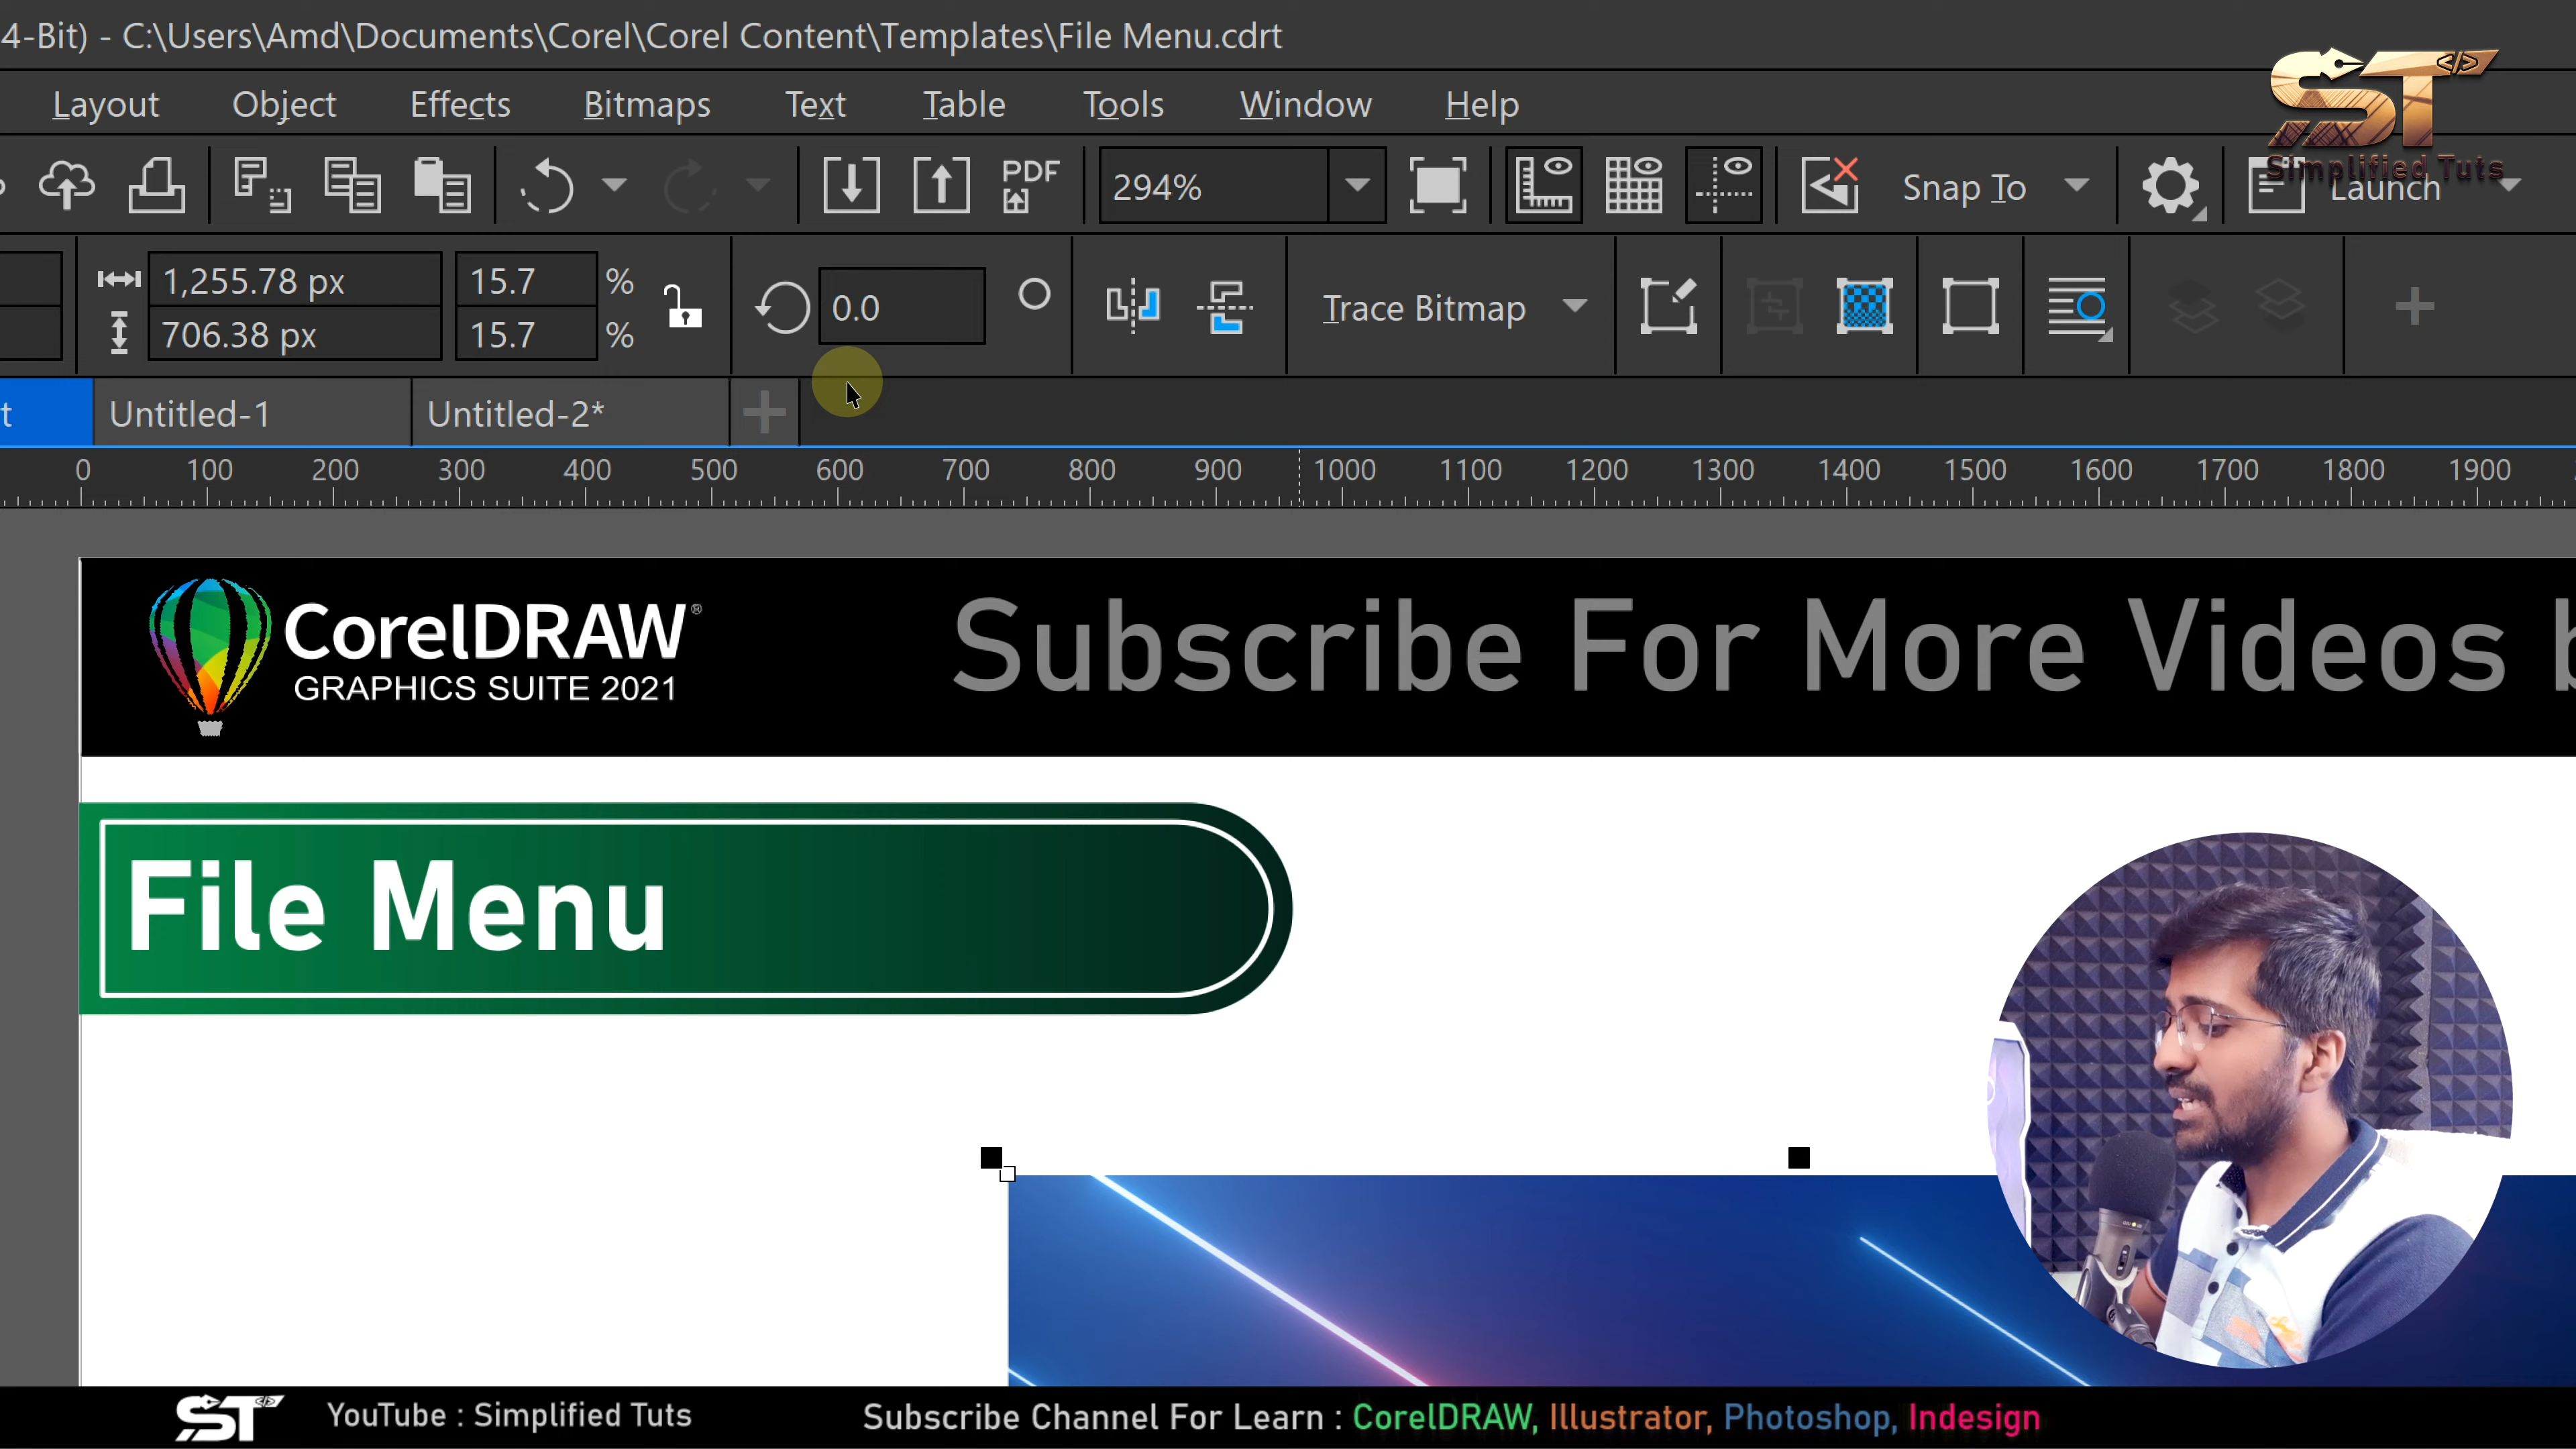 4-Bit) - C:\Users\Amd\Documents\Corel\Corel Content\Templates\File Menu.cdrt
ST </>
Simplified Tuts
Layout Object Effects Bitmaps Text Table Tools Window Help
PDF 294% Snap To Launch
1,255.78 px 15.7 %
706.38 px 15.7 %
0.0 Trace Bitmap
t Untitled-1 Untitled-2*
0 100 200 300 400 500 600 700 800 900 1000 1100 1200 1300 1400 1500 1600 1700 1800 1900
CorelDRAW®
GRAPHICS SUITE 2021
Subscribe For More Videos b
File Menu
ST </> YouTube : Simplified Tuts Subscribe Channel For Learn : CorelDRAW, Illustrator, Photoshop, Indesign